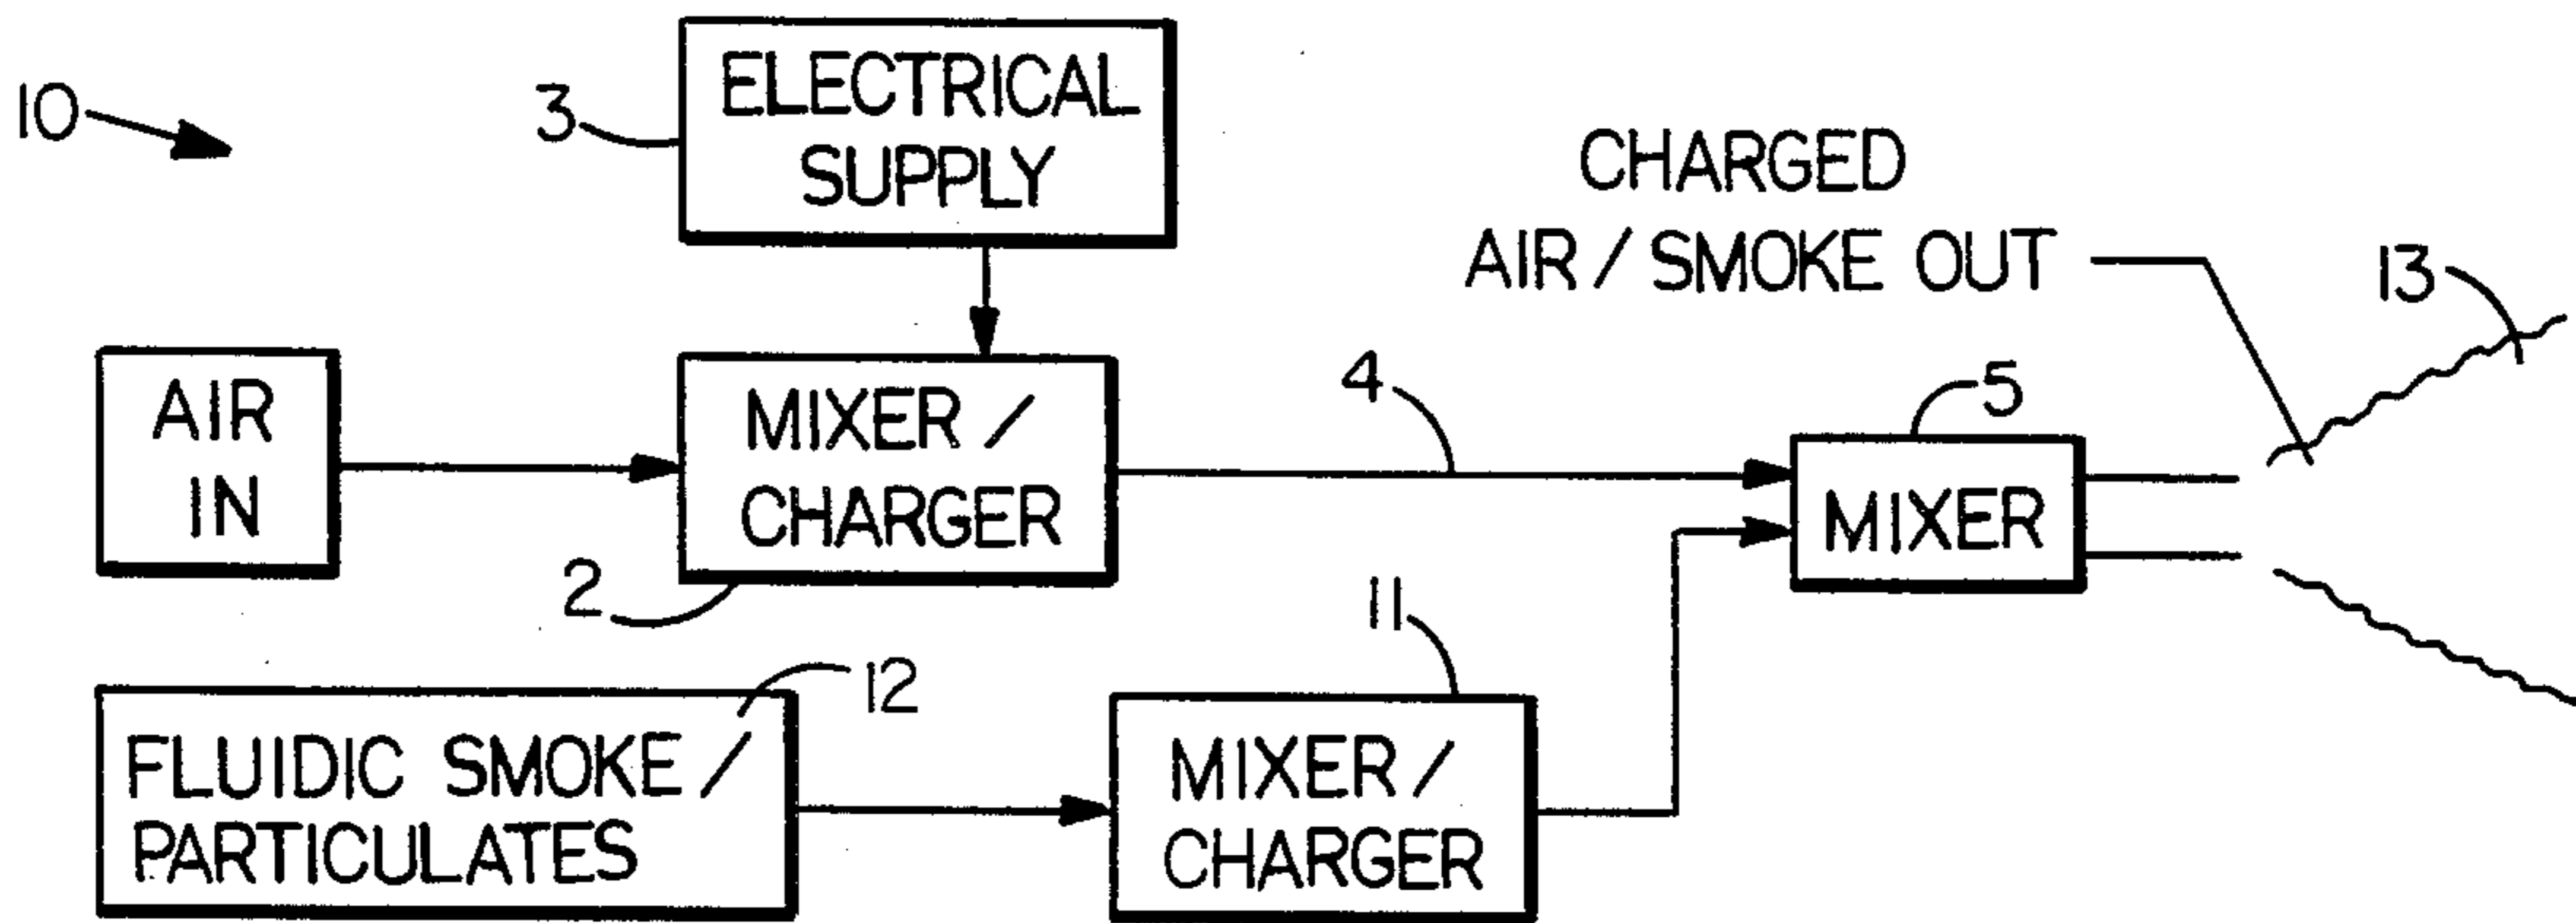 10
3
ELECTRICAL
SUPPLY
CHARGED
AIR / SMOKE OUT
13
AIR
IN
MIXER /
CHARGER
2
4
5
MIXER
12
FLUIDIC SMOKE /
PARTICULATES
11
MIXER /
CHARGER